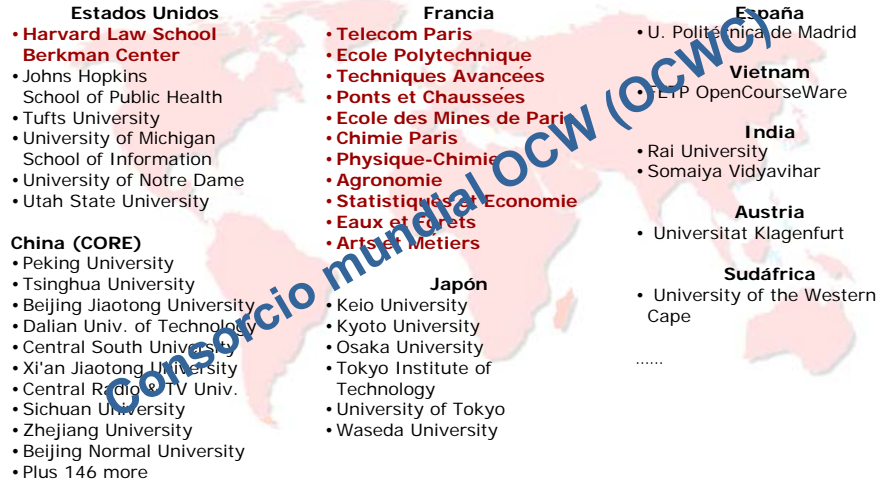 Estados Unidos
• Harvard Law School
Berkman Center
• Johns Hopkins
School of Public Health
• Tufts University
• University of Michigan
School of Information
• University of Notre Dame
• Utah State University
China (CORE)
• Peking University
• Tsinghua University
• Beijing Jiaotong University
• Dalian Univ. of Technology
• Central South University
• Xi'an Jiaotong University
• Central Radio & TV Univ.
• Sichuan University
• Zhejiang University
• Beijing Normal University
• Plus 146 more
Francia
• Telecom Paris
• Ecole Polytechnique
• Techniques Avancées
• Ponts et Chaussées
• Ecole des Mines de Paris
• Chimie Paris
• Physique-Chimie
• Agronomie
• Statistiques et Economie
• Eaux et Forets
• Arts et Métiers
Japón
• Keio University
• Kyoto University
• Osaka University
• Tokyo Institute of
Technology
• University of Tokyo
• Waseda University
España
• U. Politécnica de Madrid
Vietnam
• FETP OpenCourseWare
India
• Rai University
• Somaiya Vidyavihar
Austria
• Universitat Klagenfurt
Sudáfrica
• University of the Western
Cape
......
Consorcio mundial OCW (OCWC)